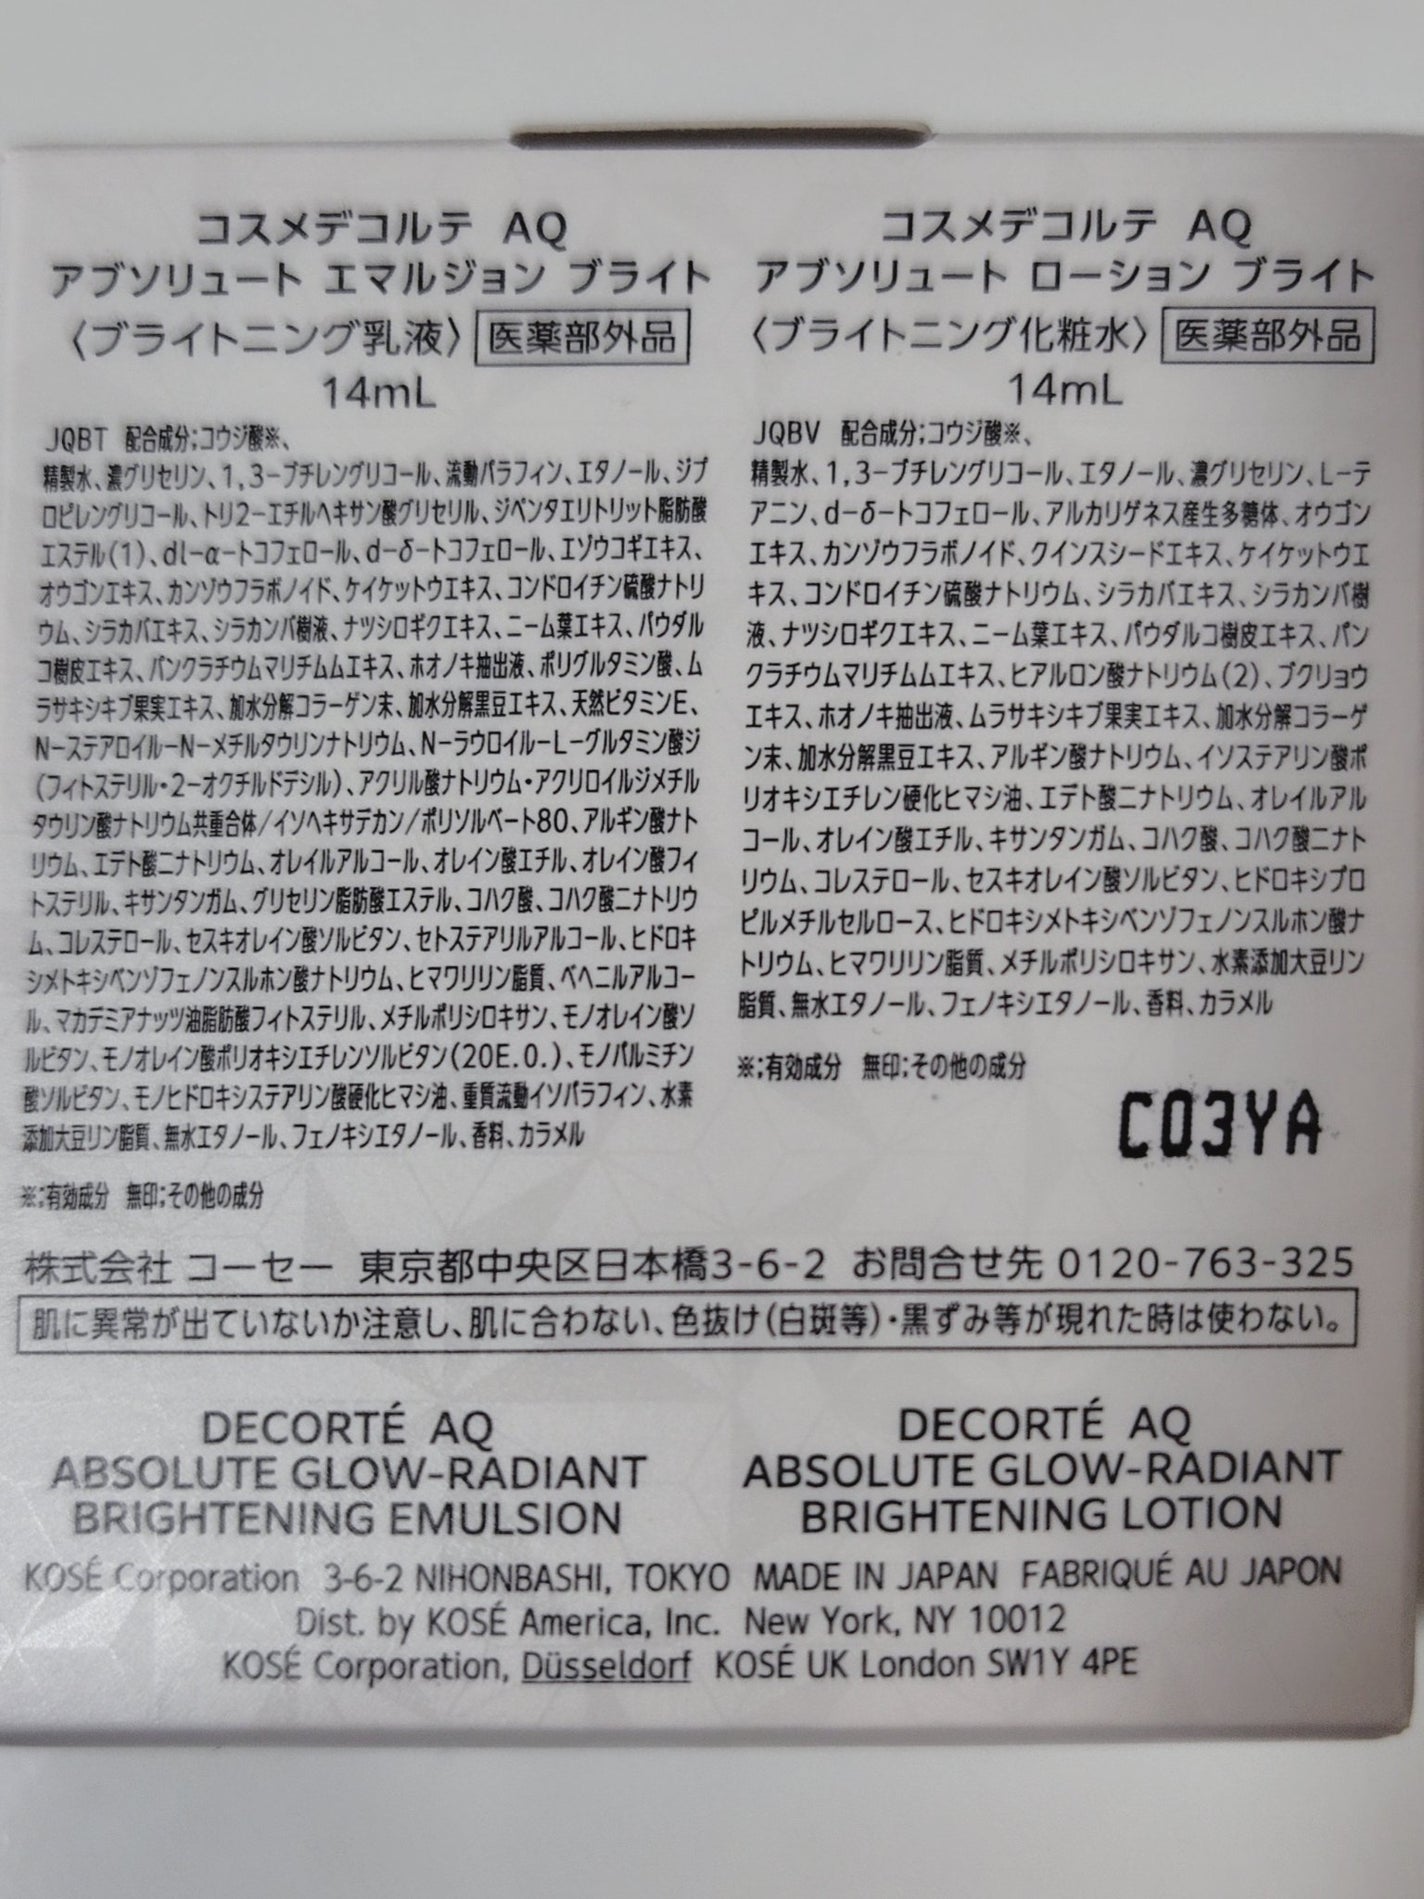 コスメデコルテ AQ
アブソリュート エマルジョン ブライト
〈ブライトニング乳液〉 医薬部外品
14mL
JQBT 配合成分;コウジ酸※、
精製水、濃グリセリン、1,3−ブチレングリコール、流動パラフィン、エタノール、ジプ
ロピレングリコール、トリ2−エチルヘキサン酸グリセリル、ジペンタエリトリット脂肪酸
エステル(1)、dl−α−トコフェロール、d−δ−トコフェロール、エゾウコギエキス、
オウゴンエキス、カンゾウフラボノイド、ケイケットウエキス、コンドロイチン硫酸ナトリ
ウム、シラカバエキス、シラカンバ樹液、ナツシロギクエキス、ニーム葉エキス、パウダル
コ樹皮エキス、パンクラチウムマリチムムエキス、ホオノキ抽出液、ポリグルタミン酸、ム
ラサキシキブ果実エキス、加水分解コラーゲン末、加水分解黒豆エキス、天然ビタミンE、
N−ステアロイル−N−メチルタウリンナトリウム、N−ラウロイル−L−グルタミン酸ジ
(フィトステリル・2−オクチルドデシル)、アクリル酸ナトリウム・アクリロイルジメチル
タウリン酸ナトリウム共重合体/イソヘキサデカン/ポリソルベート80、アルギン酸ナト
リウム、エデト酸二ナトリウム、オレイルアルコール、オレイン酸エチル、オレイン酸フィ
トステリル、キサンタンガム、グリセリン脂肪酸エステル、コハク酸、コハク酸二ナトリウ
ム、コレステロール、セスキオレイン酸ソルビタン、セトステアリルアルコール、ヒドロキ
シメトキシベンゾフェノンスルホン酸ナトリウム、ヒマワリリン脂質、ベヘニルアルコー
ル、マカデミアナッツ油脂肪酸フィトステリル、メチルポリシロキサン、モノオレイン酸ソ
ルビタン、モノオレイン酸ポリオキシエチレンソルビタン(20E.O.)、モノパルミチン
酸ソルビタン、モノヒドロキシステアリン酸硬化ヒマシ油、重質流動イソパラフィン、水素
添加大豆リン脂質、無水エタノール、フェノキシエタノール、香料、カラメル
※;有効成分 無印;その他の成分
コスメデコルテ AQ
アブソリュート ローション ブライト
〈ブライトニング化粧水〉 医薬部外品
14mL
JQBV 配合成分;コウジ酸※、
精製水、1,3−ブチレングリコール、エタノール、濃グリセリン、L−テ
アニン、d−δ−トコフェロール、アルカリゲネス産生多糖体、オウゴン
エキス、カンゾウフラボノイド、クインスシードエキス、ケイケットウエ
キス、コンドロイチン硫酸ナトリウム、シラカバエキス、シラカンバ樹
液、ナツシロギクエキス、ニーム葉エキス、パウダルコ樹皮エキス、パン
クラチウムマリチムムエキス、ヒアルロン酸ナトリウム(2)、ブクリョウ
エキス、ホオノキ抽出液、ムラサキシキブ果実エキス、加水分解コラーゲ
ン末、加水分解黒豆エキス、アルギン酸ナトリウム、イソステアリン酸ポ
リオキシエチレン硬化ヒマシ油、エデト酸二ナトリウム、オレイルアル
コール、オレイン酸エチル、キサンタンガム、コハク酸、コハク酸二ナト
リウム、コレステロール、セスキオレイン酸ソルビタン、ヒドロキシプロ
ピルメチルセルロース、ヒドロキシメトキシベンゾフェノンスルホン酸ナ
トリウム、ヒマワリリン脂質、メチルポリシロキサン、水素添加大豆リン
脂質、無水エタノール、フェノキシエタノール、香料、カラメル
※;有効成分 無印;その他の成分
C03YA
株式会社 コーセー 東京都中央区日本橋3-6-2 お問合せ先 0120-763-325
肌に異常が出ていないか注意し、肌に合わない、色抜け(白斑等)・黒ずみ等が現れた時は使わない。
DECORTÉ AQ
ABSOLUTE GLOW-RADIANT
BRIGHTENING EMULSION
DECORTÉ AQ
ABSOLUTE GLOW-RADIANT
BRIGHTENING LOTION
KOSÉ Corporation 3-6-2 NIHONBASHI, TOKYO MADE IN JAPAN FABRIQUÉ AU JAPON
Dist. by KOSÉ America, Inc. New York, NY 10012
KOSÉ Corporation, Düsseldorf KOSÉ UK London SW1Y 4PE